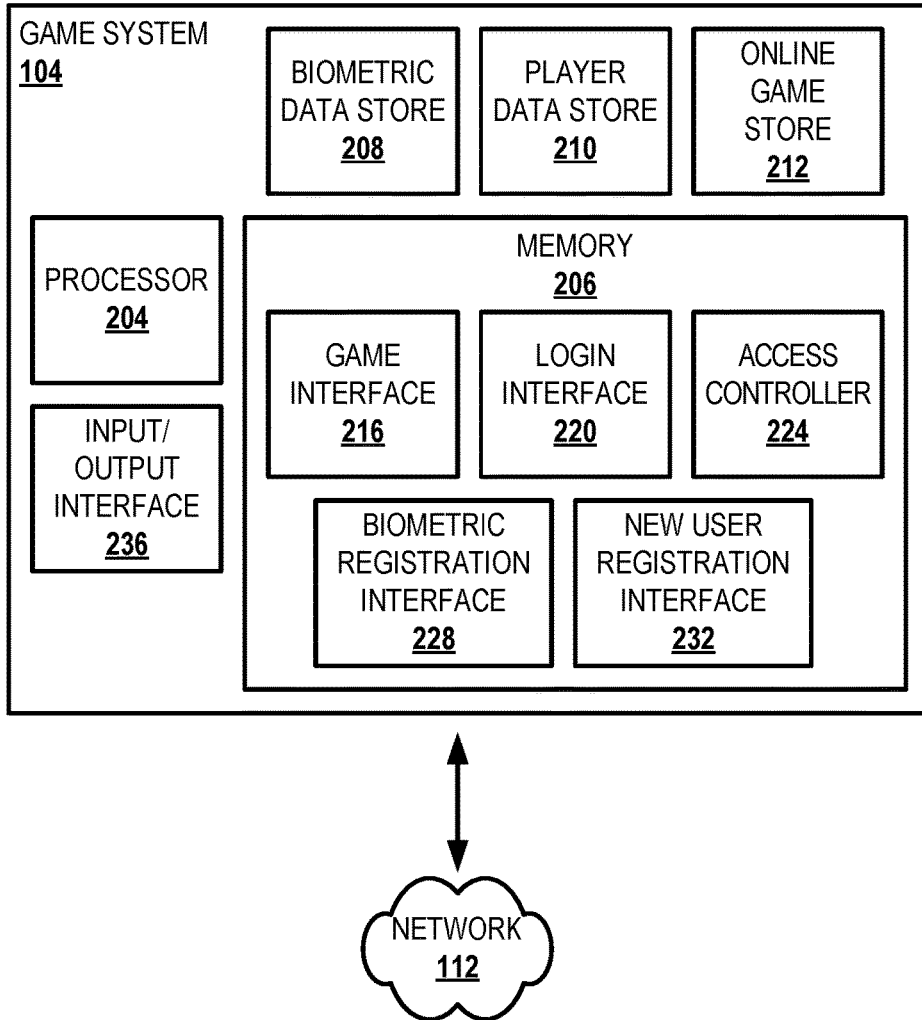 GAME SYSTEM
104
BIOMETRIC
DATA STORE
208
PLAYER
DATA STORE
210
ONLINE
GAME
STORE
212
PROCESSOR
204
INPUT/
OUTPUT
INTERFACE
236
MEMORY
206
GAME
INTERFACE
216
LOGIN
INTERFACE
220
ACCESS
CONTROLLER
224
BIOMETRIC
REGISTRATION
INTERFACE
228
NEW USER
REGISTRATION
INTERFACE
232
NETWORK
112